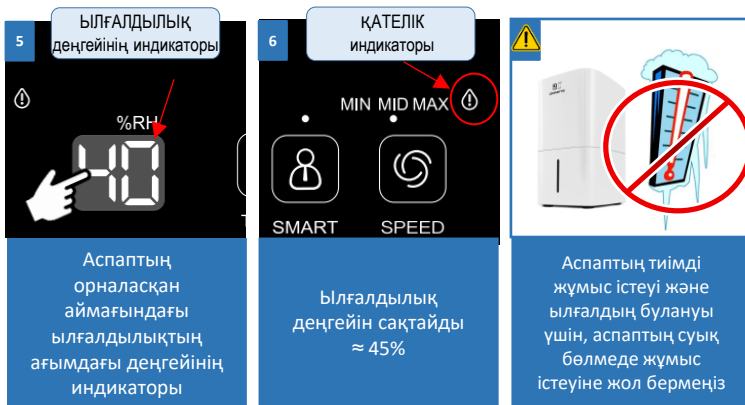 5
ЫЛҒАЛДЫЛЫҚ
деңгейінің индикаторы
%RH
40
Аспаптың
орналасқан
аймағындағы
ылғалдылықтың
ағымдағы деңгейінің
индикаторы
6
ҚАТЕЛІК
индикаторы
MIN MID MAX
SMART
SPEED
Ылғалдылық
деңгейін сақтайды
≈ 45%
Аспаптың тиімді
жұмыс істеуі және
ылғалдың булануы
үшін, аспаптың суық
бөлмеде жұмыс
істеуіне жол бермеңіз